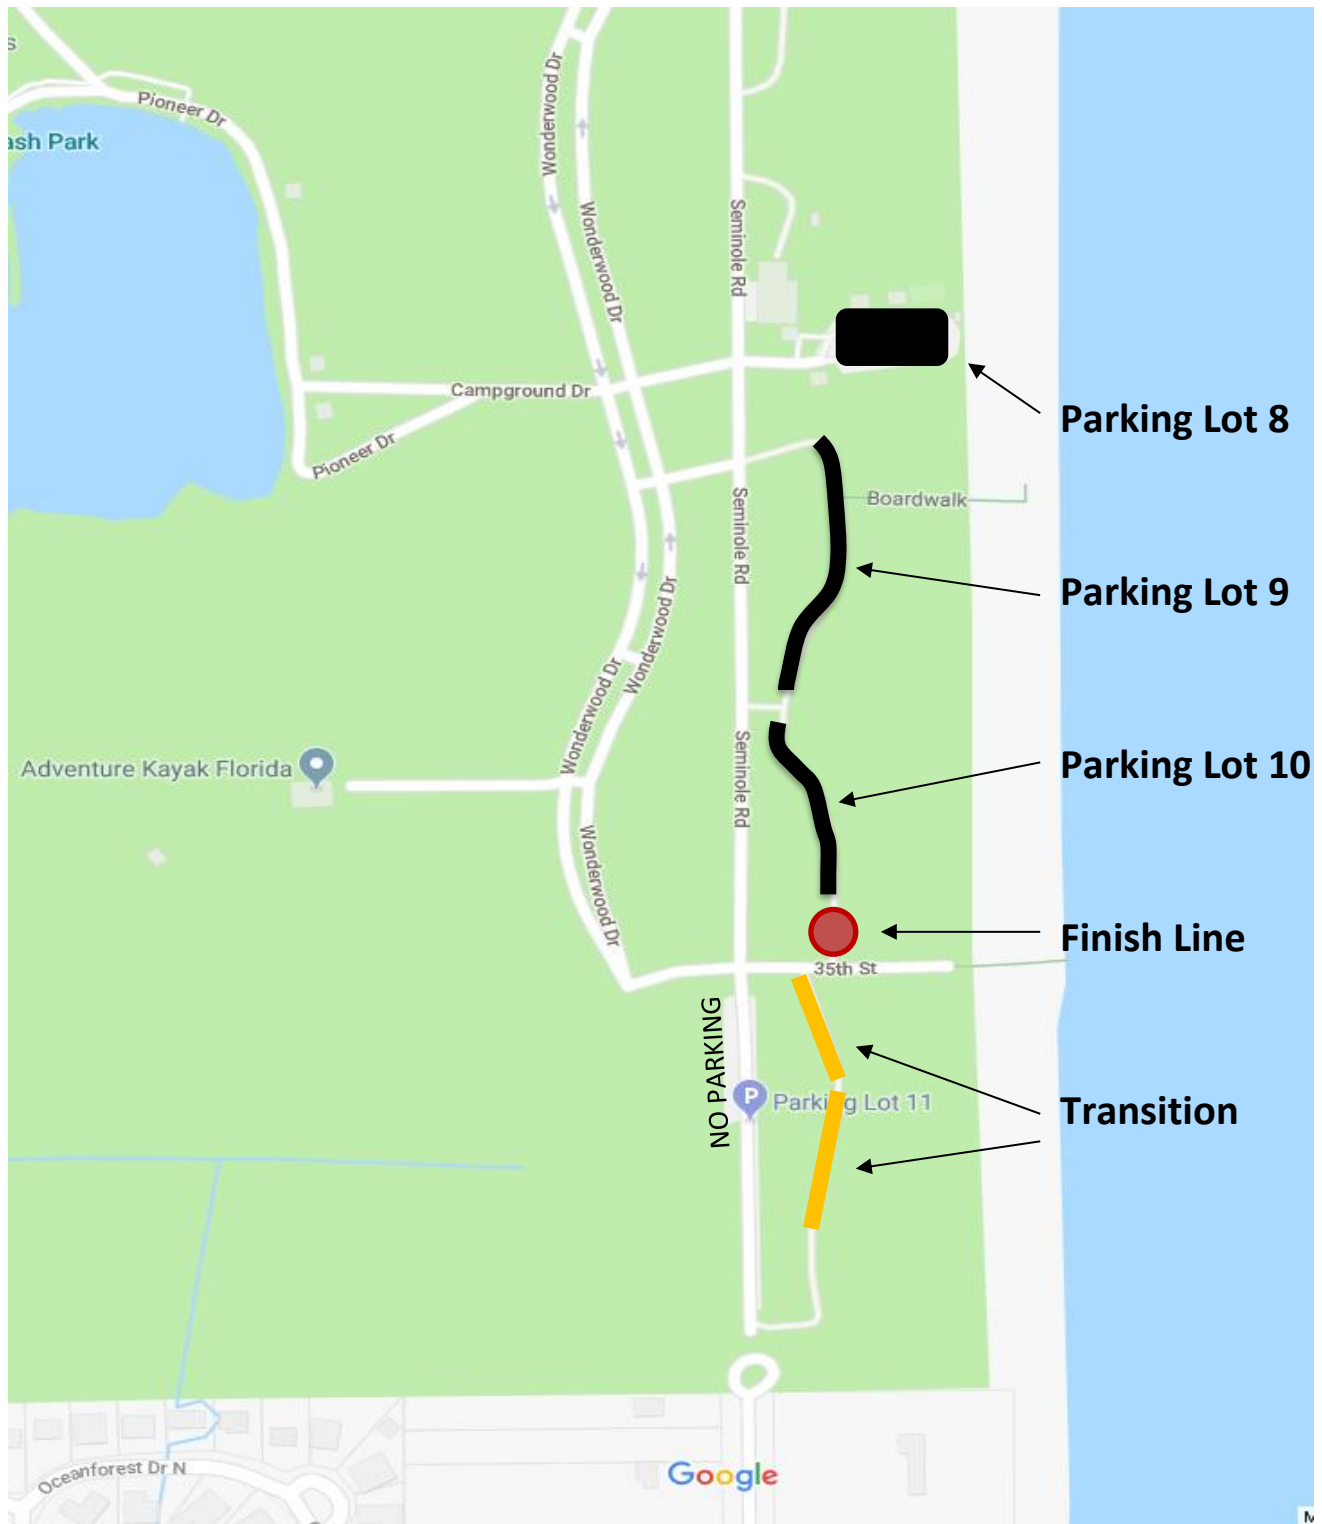 s
Pioneer Dr
ash Park
Wonderwood Dr
Wonderwood Dr
Seminole Rd
Campground Dr
Pioneer Dr
Parking Lot 8
Boardwalk
Seminole Rd
Parking Lot 9
Wonderwood Dr
Wonderwood Dr
Adventure Kayak Florida
Seminole Rd
Parking Lot 10
Wonderwood Dr
Finish Line
35th St
NO PARKING
P
Parking Lot 11
Transition
Oceanforest Dr N
Google
M